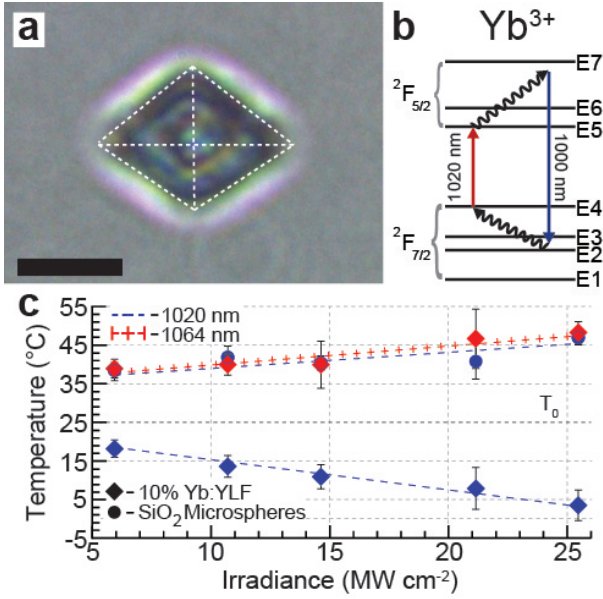 a
b
Yb³⁺
²F₅/₂
E7
E6
E5
1020 nm
1000 nm
²F₇/₂
E4
E3
E2
E1
c
1020 nm
1064 nm
Temperature (°C)
55
45
35
25
15
5
-5
T₀
10% Yb:YLF
SiO₂ Microspheres
5
10
15
20
25
Irradiance (MW cm⁻²)